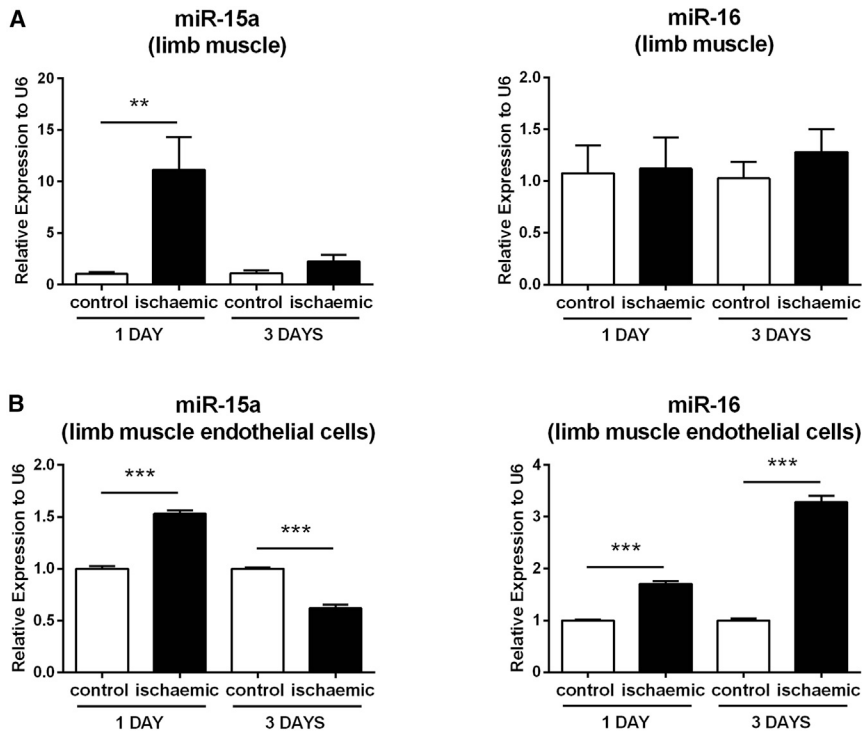 A
miR-15a
(limb muscle)
Relative Expression to U6
20
15
10
5
0
**
control ischaemic control ischaemic
1 DAY 3 DAYS
miR-16
(limb muscle)
Relative Expression to U6
2.0
1.5
1.0
0.5
0.0
control ischaemic control ischaemic
1 DAY 3 DAYS
B
miR-15a
(limb muscle endothelial cells)
Relative Expression to U6
2.0
1.5
1.0
0.5
0.0
***
***
control ischaemic control ischaemic
1 DAY 3 DAYS
miR-16
(limb muscle endothelial cells)
Relative Expression to U6
4
3
2
1
0
***
***
control ischaemic control ischaemic
1 DAY 3 DAYS